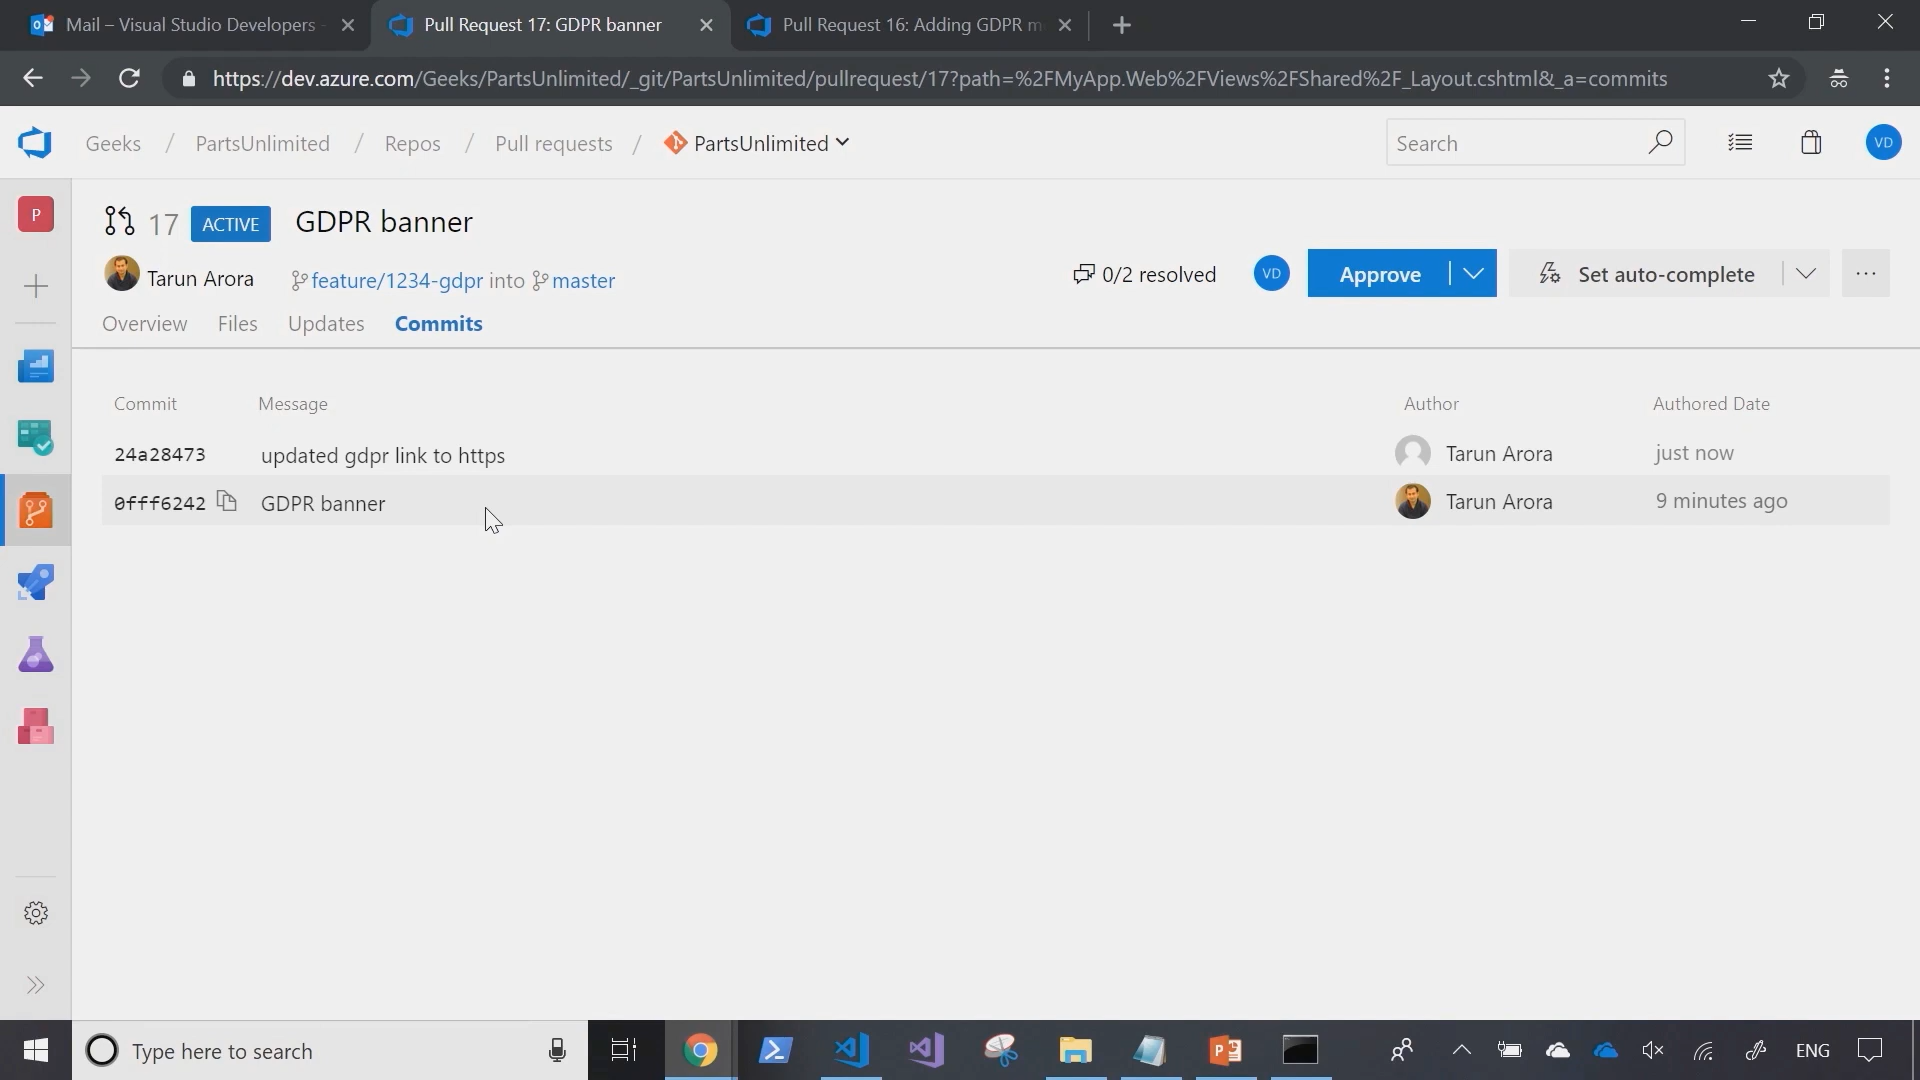 Mail – Visual Studio Developers -
Pull Request 17: GDPR banner
Pull Request 16: Adding GDPR m
https://dev.azure.com/Geeks/PartsUnlimited/_git/PartsUnlimited/pullrequest/17?path=%2FMyApp.Web%2FViews%2FShared%2F_Layout.cshtml&_a=commits
Geeks / PartsUnlimited / Repos / Pull requests / PartsUnlimited
Search
VD
P
17 ACTIVE GDPR banner
Tarun Arora feature/1234-gdpr into master
0/2 resolved VD Approve Set auto-complete ...
Overview Files Updates Commits
Commit Message Author Authored Date
24a28473 updated gdpr link to https Tarun Arora just now
0fff6242 GDPR banner Tarun Arora 9 minutes ago
Type here to search
ENG